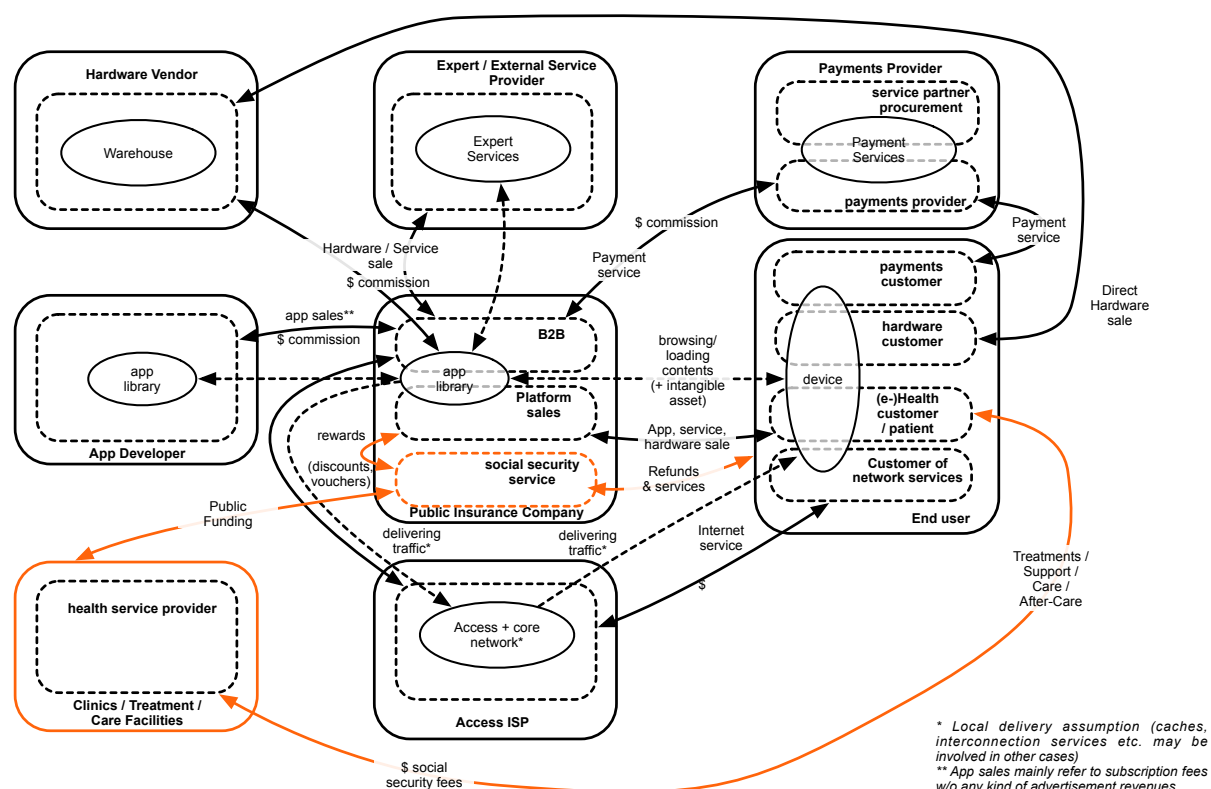 Hardware Vendor
Warehouse
Expert / External Service
Provider
Expert
Services
Payments Provider
service partner
procurement
Payment
Services
payments provider
$ commission
Payment
service
Payment
service
Hardware / Service
sale
$ commission
Direct
Hardware
sale
app sales**
$ commission
app
library
App Developer
B2B
app
library
Platform
sales
social security
service
Public Insurance Company
browsing/
loading
contents
(+ intangible
asset)
App, service,
hardware sale
Refunds
& services
payments
customer
hardware
customer
device
(e-)Health
customer
/ patient
Customer of
network services
End user
rewards
(discounts,
vouchers)
Public
Funding
delivering
traffic*
delivering
traffic*
Internet
service
$
Treatments /
Support /
Care /
After-Care
health service provider
Clinics / Treatment /
Care Facilities
Access + core
network*
Access ISP
$ social
security fees
* Local delivery assumption (caches,
interconnection services etc. may be
involved in other cases)
** App sales mainly refer to subscription fees
w/o any kind of advertisement revenues